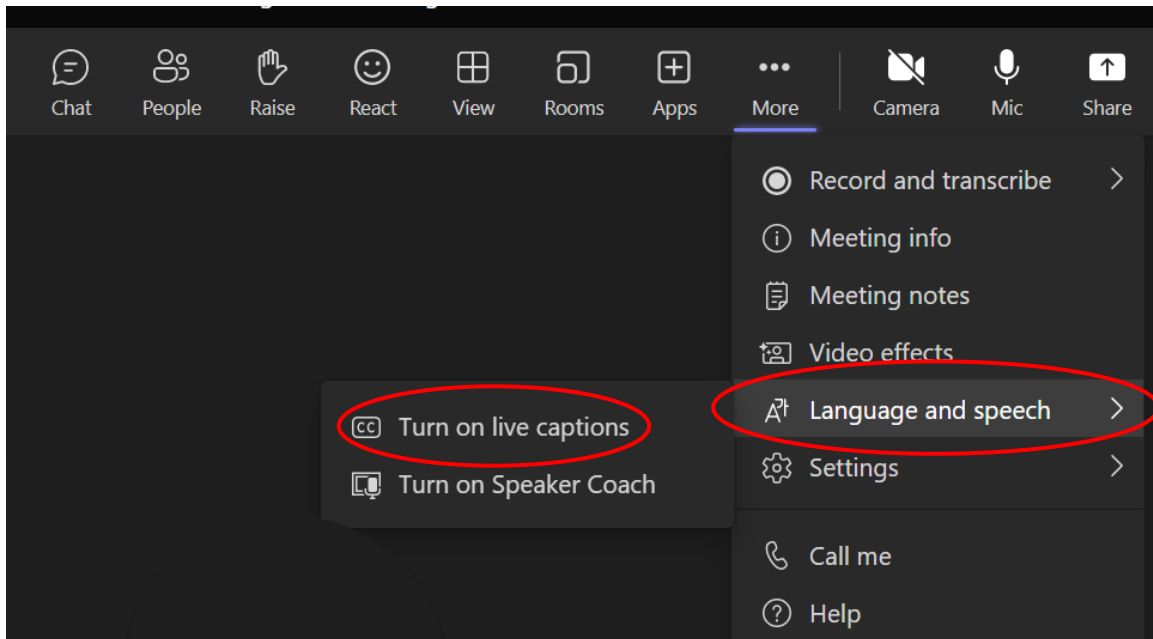 Chat People Raise React View Rooms Apps More Camera Mic Share
Record and transcribe
Meeting info
Meeting notes
Video effects
Language and speech
CC Turn on live captions
Turn on Speaker Coach
Settings
Call me
Help